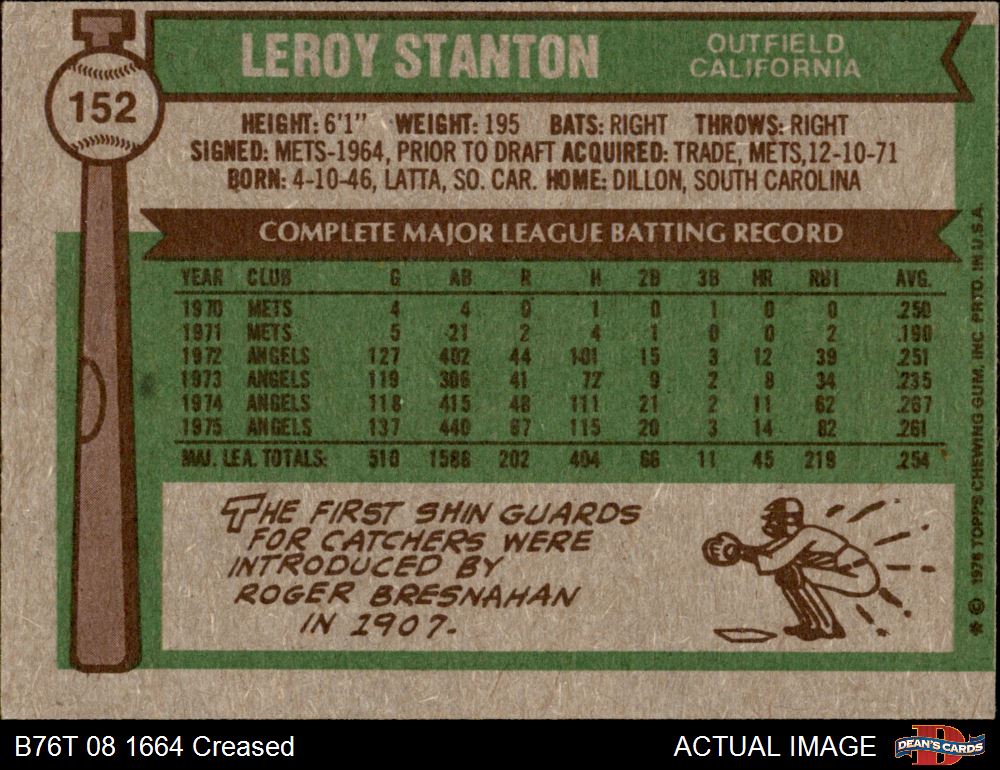 152
LEROY STANTON
OUTFIELD
CALIFORNIA
HEIGHT: 6'1" WEIGHT: 195 BATS: RIGHT THROWS: RIGHT
SIGNED: METS-1964, PRIOR TO DRAFT ACQUIRED: TRADE, METS,12-10-71
BORN: 4-10-46, LATTA, SO. CAR. HOME: DILLON, SOUTH CAROLINA
COMPLETE MAJOR LEAGUE BATTING RECORD
YEAR CLUB G AB R H 2B 3B HR RBI AVG.
1970 METS 4 4 0 1 0 1 0 0 .250
1971 METS 5 21 2 4 1 0 0 2 .190
1972 ANGELS 127 402 44 101 15 3 12 39 .251
1973 ANGELS 119 306 41 72 9 2 8 34 .235
1974 ANGELS 118 415 48 111 21 2 11 62 .267
1975 ANGELS 137 440 67 115 20 3 14 82 .261
MAJ. LEA. TOTALS: 510 1588 202 404 66 11 45 219 .254
THE FIRST SHIN GUARDS
FOR CATCHERS WERE
INTRODUCED BY
ROGER BRESNAHAN
IN 1907.
* © 1976 TOPPS CHEWING GUM, INC. PRTD. IN U.S.A.
B76T 08 1664 Creased
ACTUAL IMAGE
DEAN'S CARDS